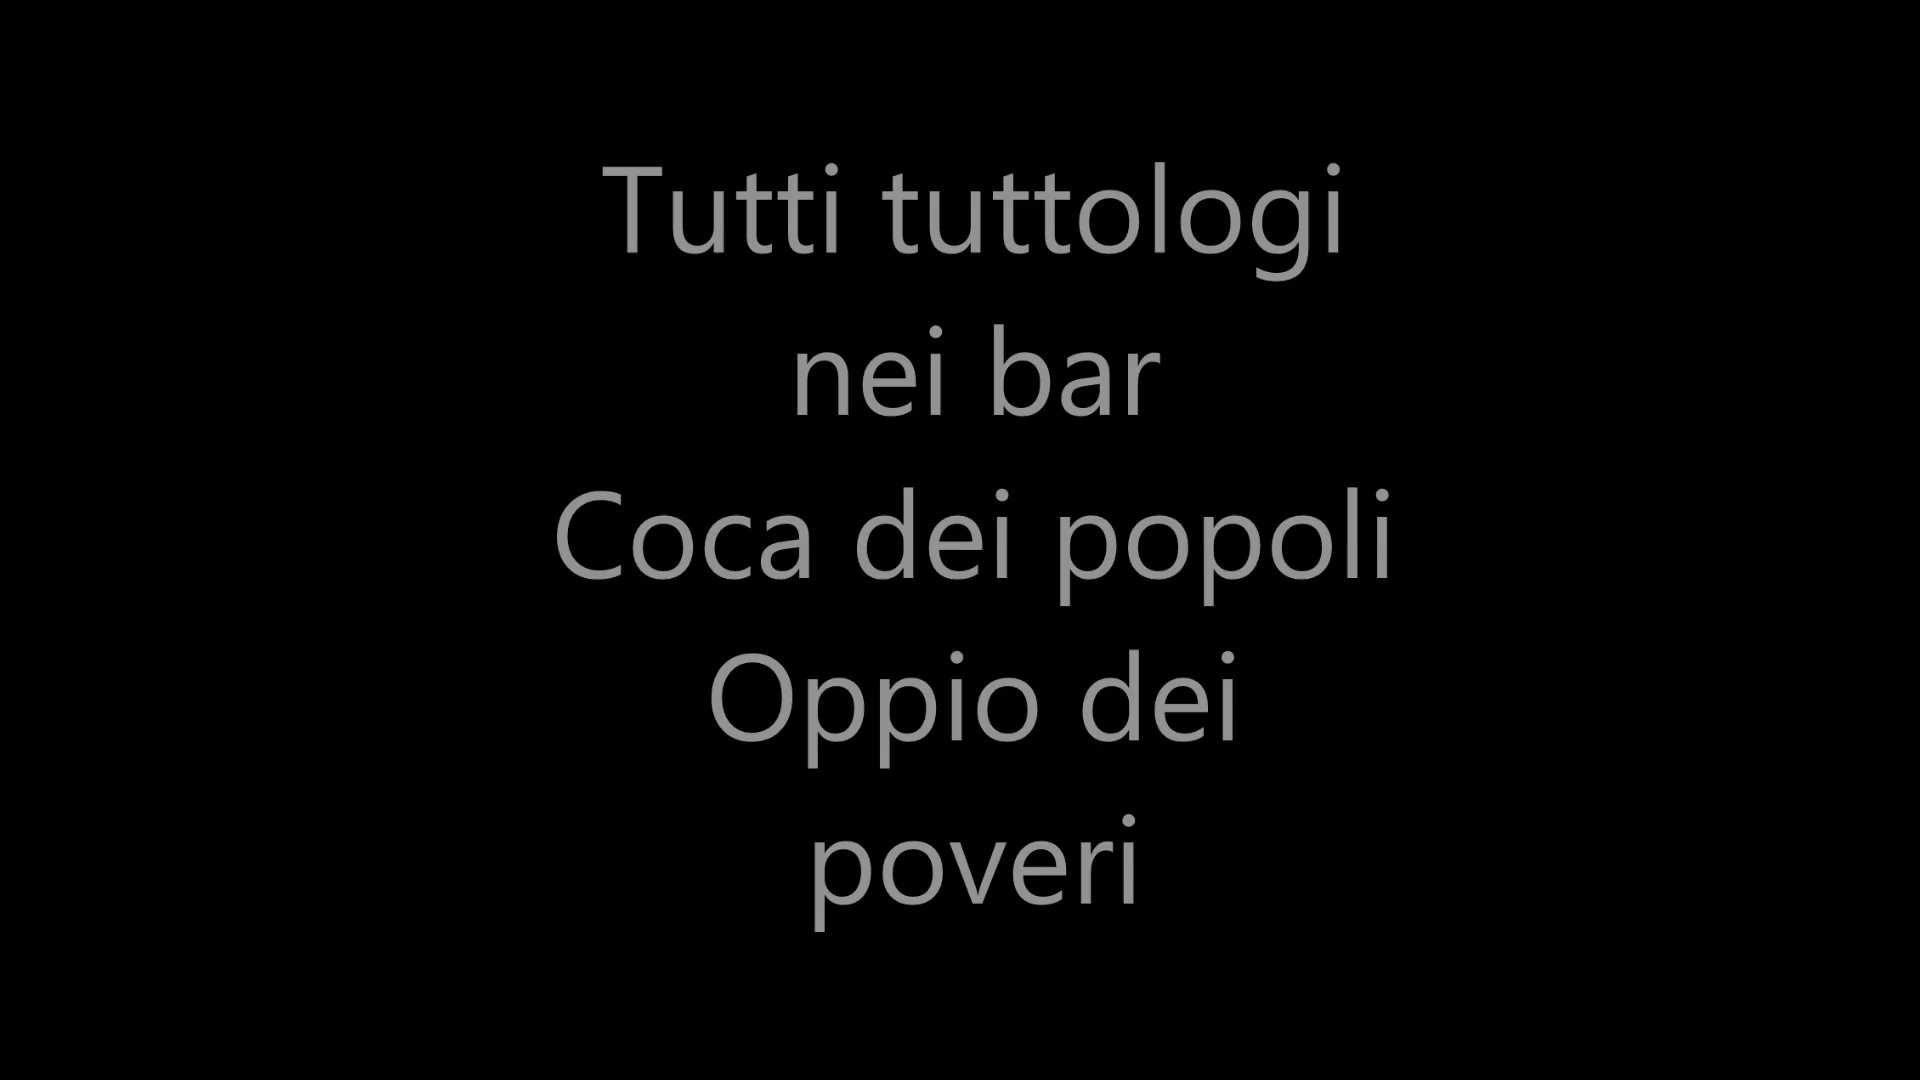 Tutti tuttologi
nei bar
Coca dei popoli
Oppio dei
poveri